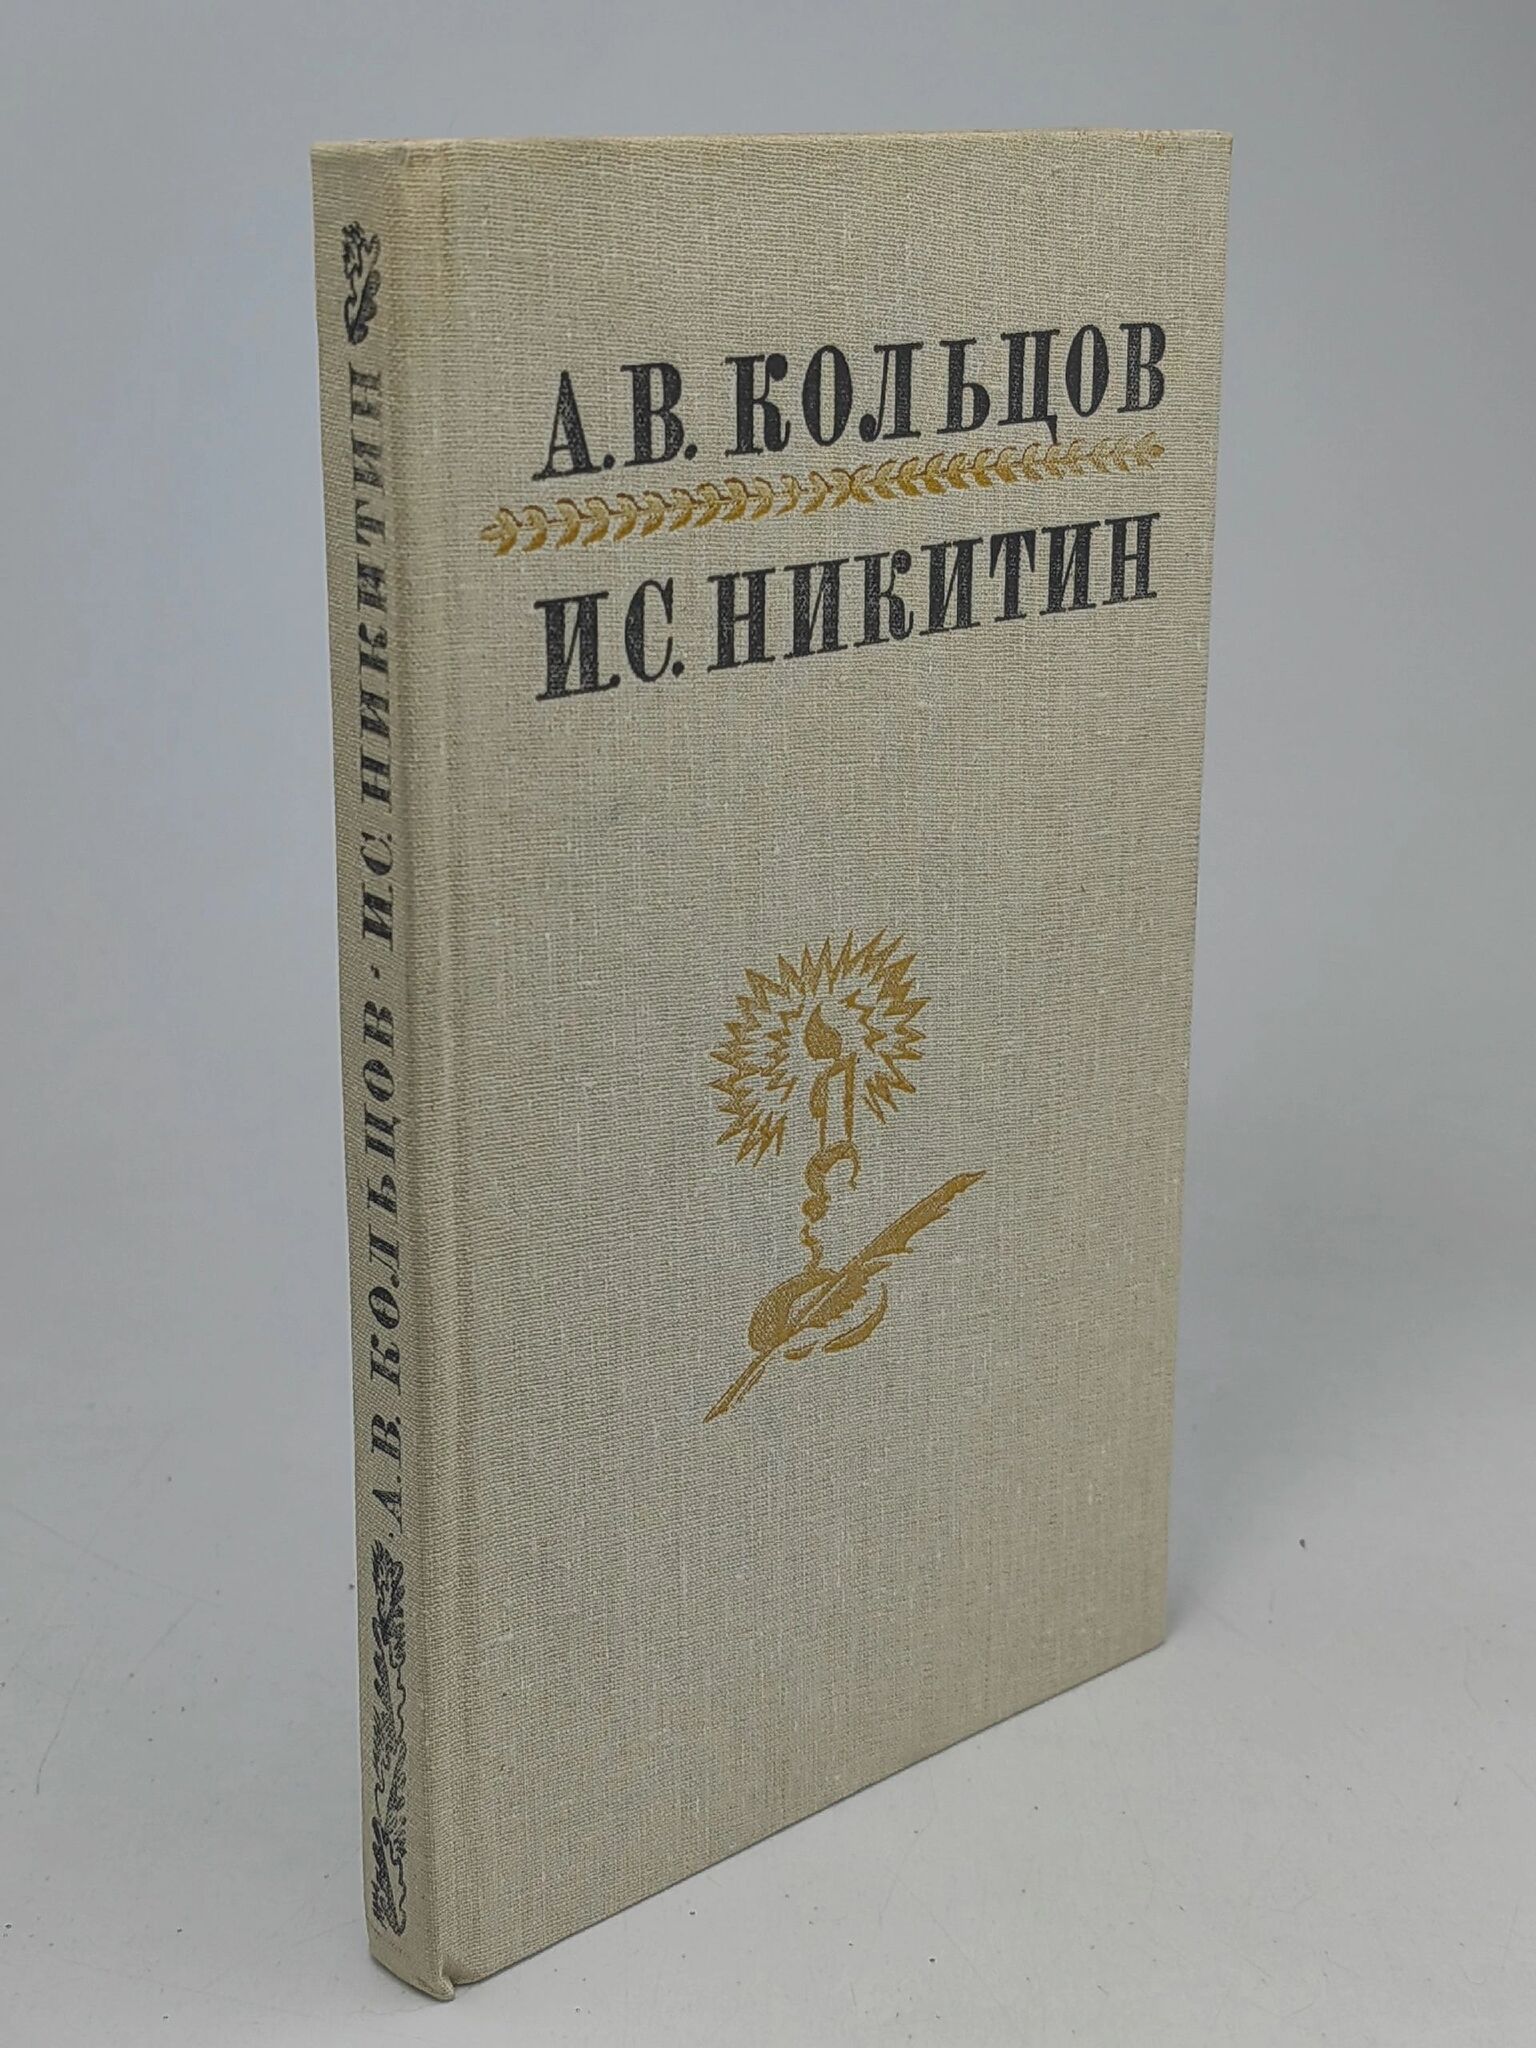 А.В. КОЛЬЦОВ
И.С. НИКИТИН
А.В. КОЛЬЦОВ · И.С. НИКИТИН